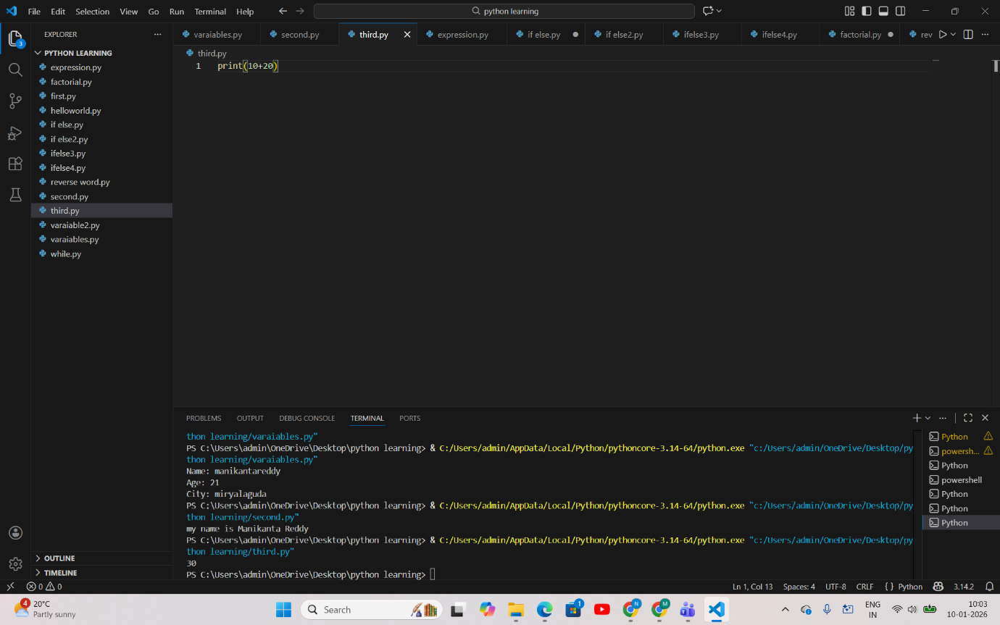 File Edit Selection View Go Run Terminal Help
python learning
EXPLORER
PYTHON LEARNING
expression.py
factorial.py
first.py
helloworld.py
if else.py
if else2.py
ifelse3.py
ifelse4.py
reverse word.py
second.py
third.py
varaiable2.py
varaiables.py
while.py
OUTLINE
TIMELINE
3
varaiables.py second.py third.py expression.py if else.py if else2.py ifelse3.py ifelse4.py factorial.py rev
third.py
1 print(10+20)
PROBLEMS OUTPUT DEBUG CONSOLE TERMINAL PORTS
thon learning/varaiables.py"
PS C:\Users\admin\OneDrive\Desktop\python learning> & C:/Users/admin/AppData/Local/Python/pythoncore-3.14-64/python.exe "c:/Users/admin/OneDrive/Desktop/py
thon learning/varaiables.py"
Name: manikantareddy
Age: 21
City: miryalaguda
PS C:\Users\admin\OneDrive\Desktop\python learning> & C:/Users/admin/AppData/Local/Python/pythoncore-3.14-64/python.exe "c:/Users/admin/OneDrive/Desktop/py
thon learning/second.py"
my name is Manikanta Reddy
PS C:\Users\admin\OneDrive\Desktop\python learning> & C:/Users/admin/AppData/Local/Python/pythoncore-3.14-64/python.exe "c:/Users/admin/OneDrive/Desktop/py
thon learning/third.py"
30
PS C:\Users\admin\OneDrive\Desktop\python learning>
Python
powersh...
Python
powershell
Python
Python
Python
0 0
Ln 1, Col 13 Spaces: 4 UTF-8 CRLF { } Python 3.14.2
4
20°C
Partly sunny
Search
1
N
M
ENG
IN
10:03
10-01-2026